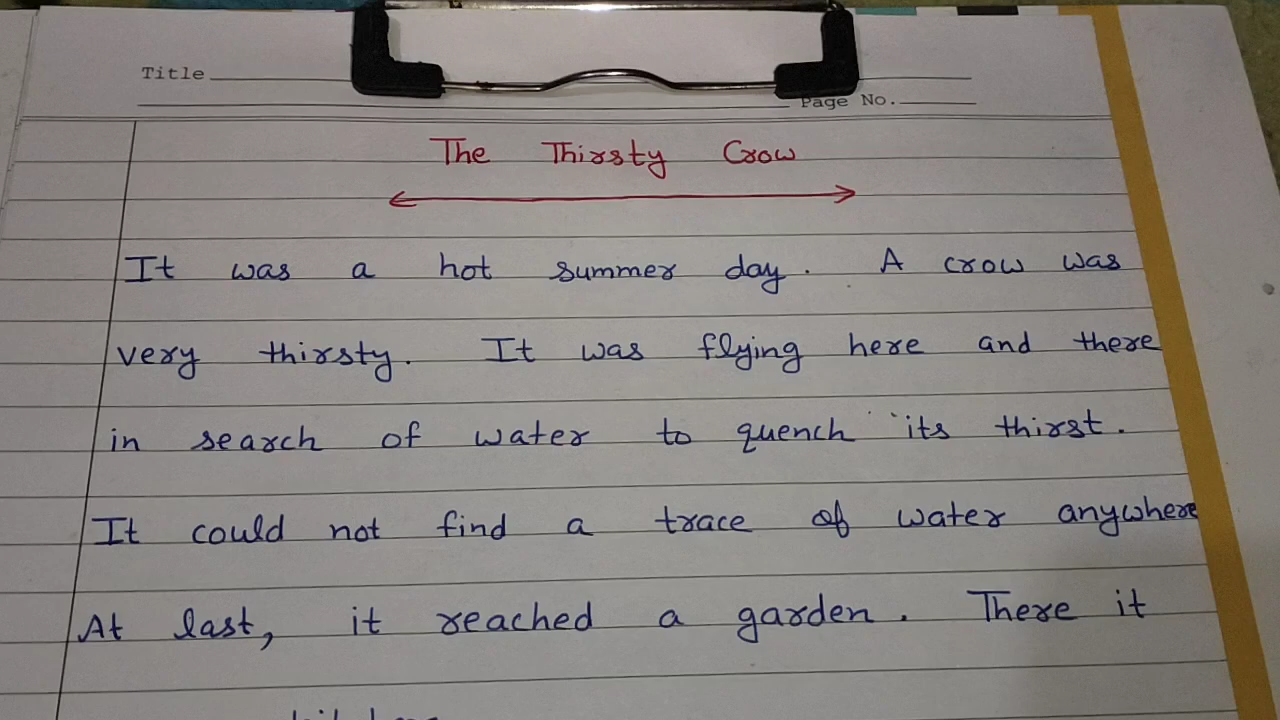 Title
Page No.
The Thirsty Crow
It was a hot summer day. A crow was
very thirsty. It was flying here and there
in search of water to quench its thirst.
It could not find a trace of water anywhere
At last, it reached a garden. There it